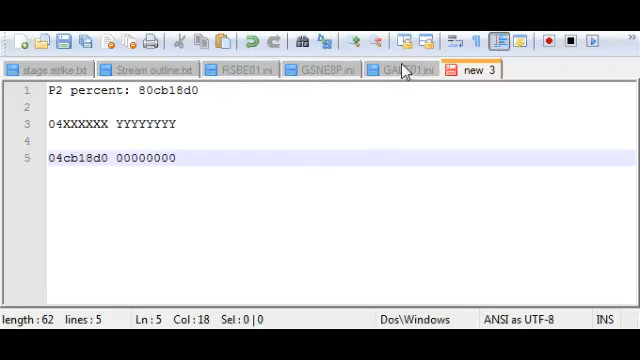 stage strike.txt Stream outline.txt RSBE01.ini GSNE8P.ini new 3
1 P2 percent: 80cb18d0
2
3 04XXXXXX YYYYYYYY
4
5 04cb18d0 00000000
length : 62 lines : 5 Ln : 5 Col : 18 Sel : 0 | 0 Dos\Windows ANSI as UTF-8 INS